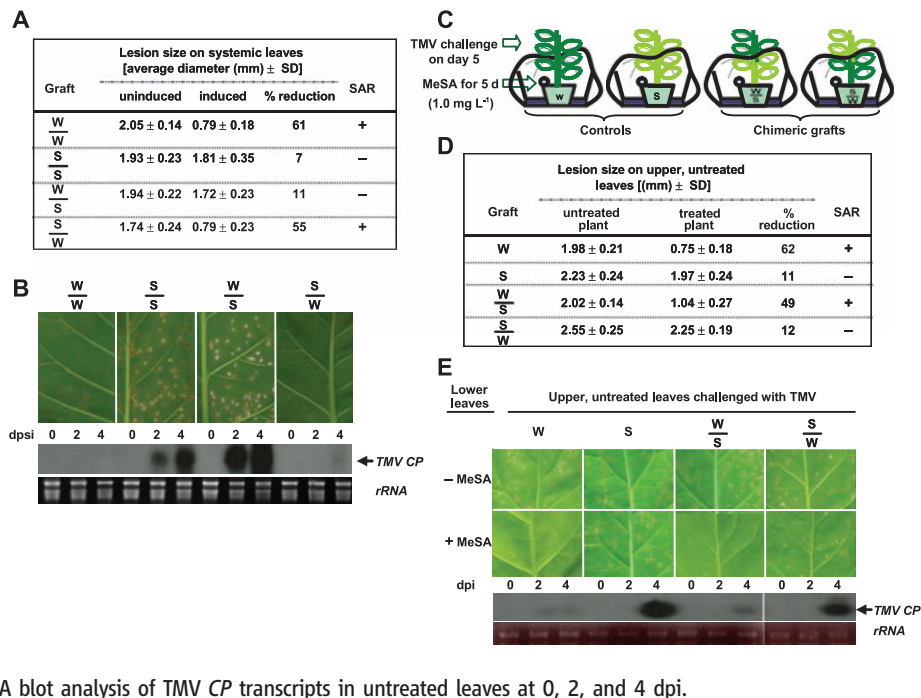 A
Lesion size on systemic leaves
[average diameter (mm) ± SD]
Graft uninduced induced % reduction SAR
W/W 2.05 ± 0.14 0.79 ± 0.18 61 +
S/S 1.93 ± 0.23 1.81 ± 0.35 7 −
W/S 1.94 ± 0.22 1.72 ± 0.23 11 −
S/W 1.74 ± 0.24 0.79 ± 0.23 55 +
B
W/W S/S W/S S/W
dpsi 0 2 4 0 2 4 0 2 4 0 2 4
TMV CP
rRNA
C
TMV challenge
on day 5
MeSA for 5 d
(1.0 mg L⁻¹)
W S W/S S/W
Controls Chimeric grafts
D
Lesion size on upper, untreated
leaves [(mm) ± SD]
Graft untreated plant treated plant % reduction SAR
W 1.98 ± 0.21 0.75 ± 0.18 62 +
S 2.23 ± 0.24 1.97 ± 0.24 11 −
W/S 2.02 ± 0.14 1.04 ± 0.27 49 +
S/W 2.55 ± 0.25 2.25 ± 0.19 12 −
E
Lower
leaves
Upper, untreated leaves challenged with TMV
W S W/S S/W
− MeSA
+ MeSA
dpi 0 2 4 0 2 4 0 2 4 0 2 4
TMV CP
rRNA
A blot analysis of TMV CP transcripts in untreated leaves at 0, 2, and 4 dpi.